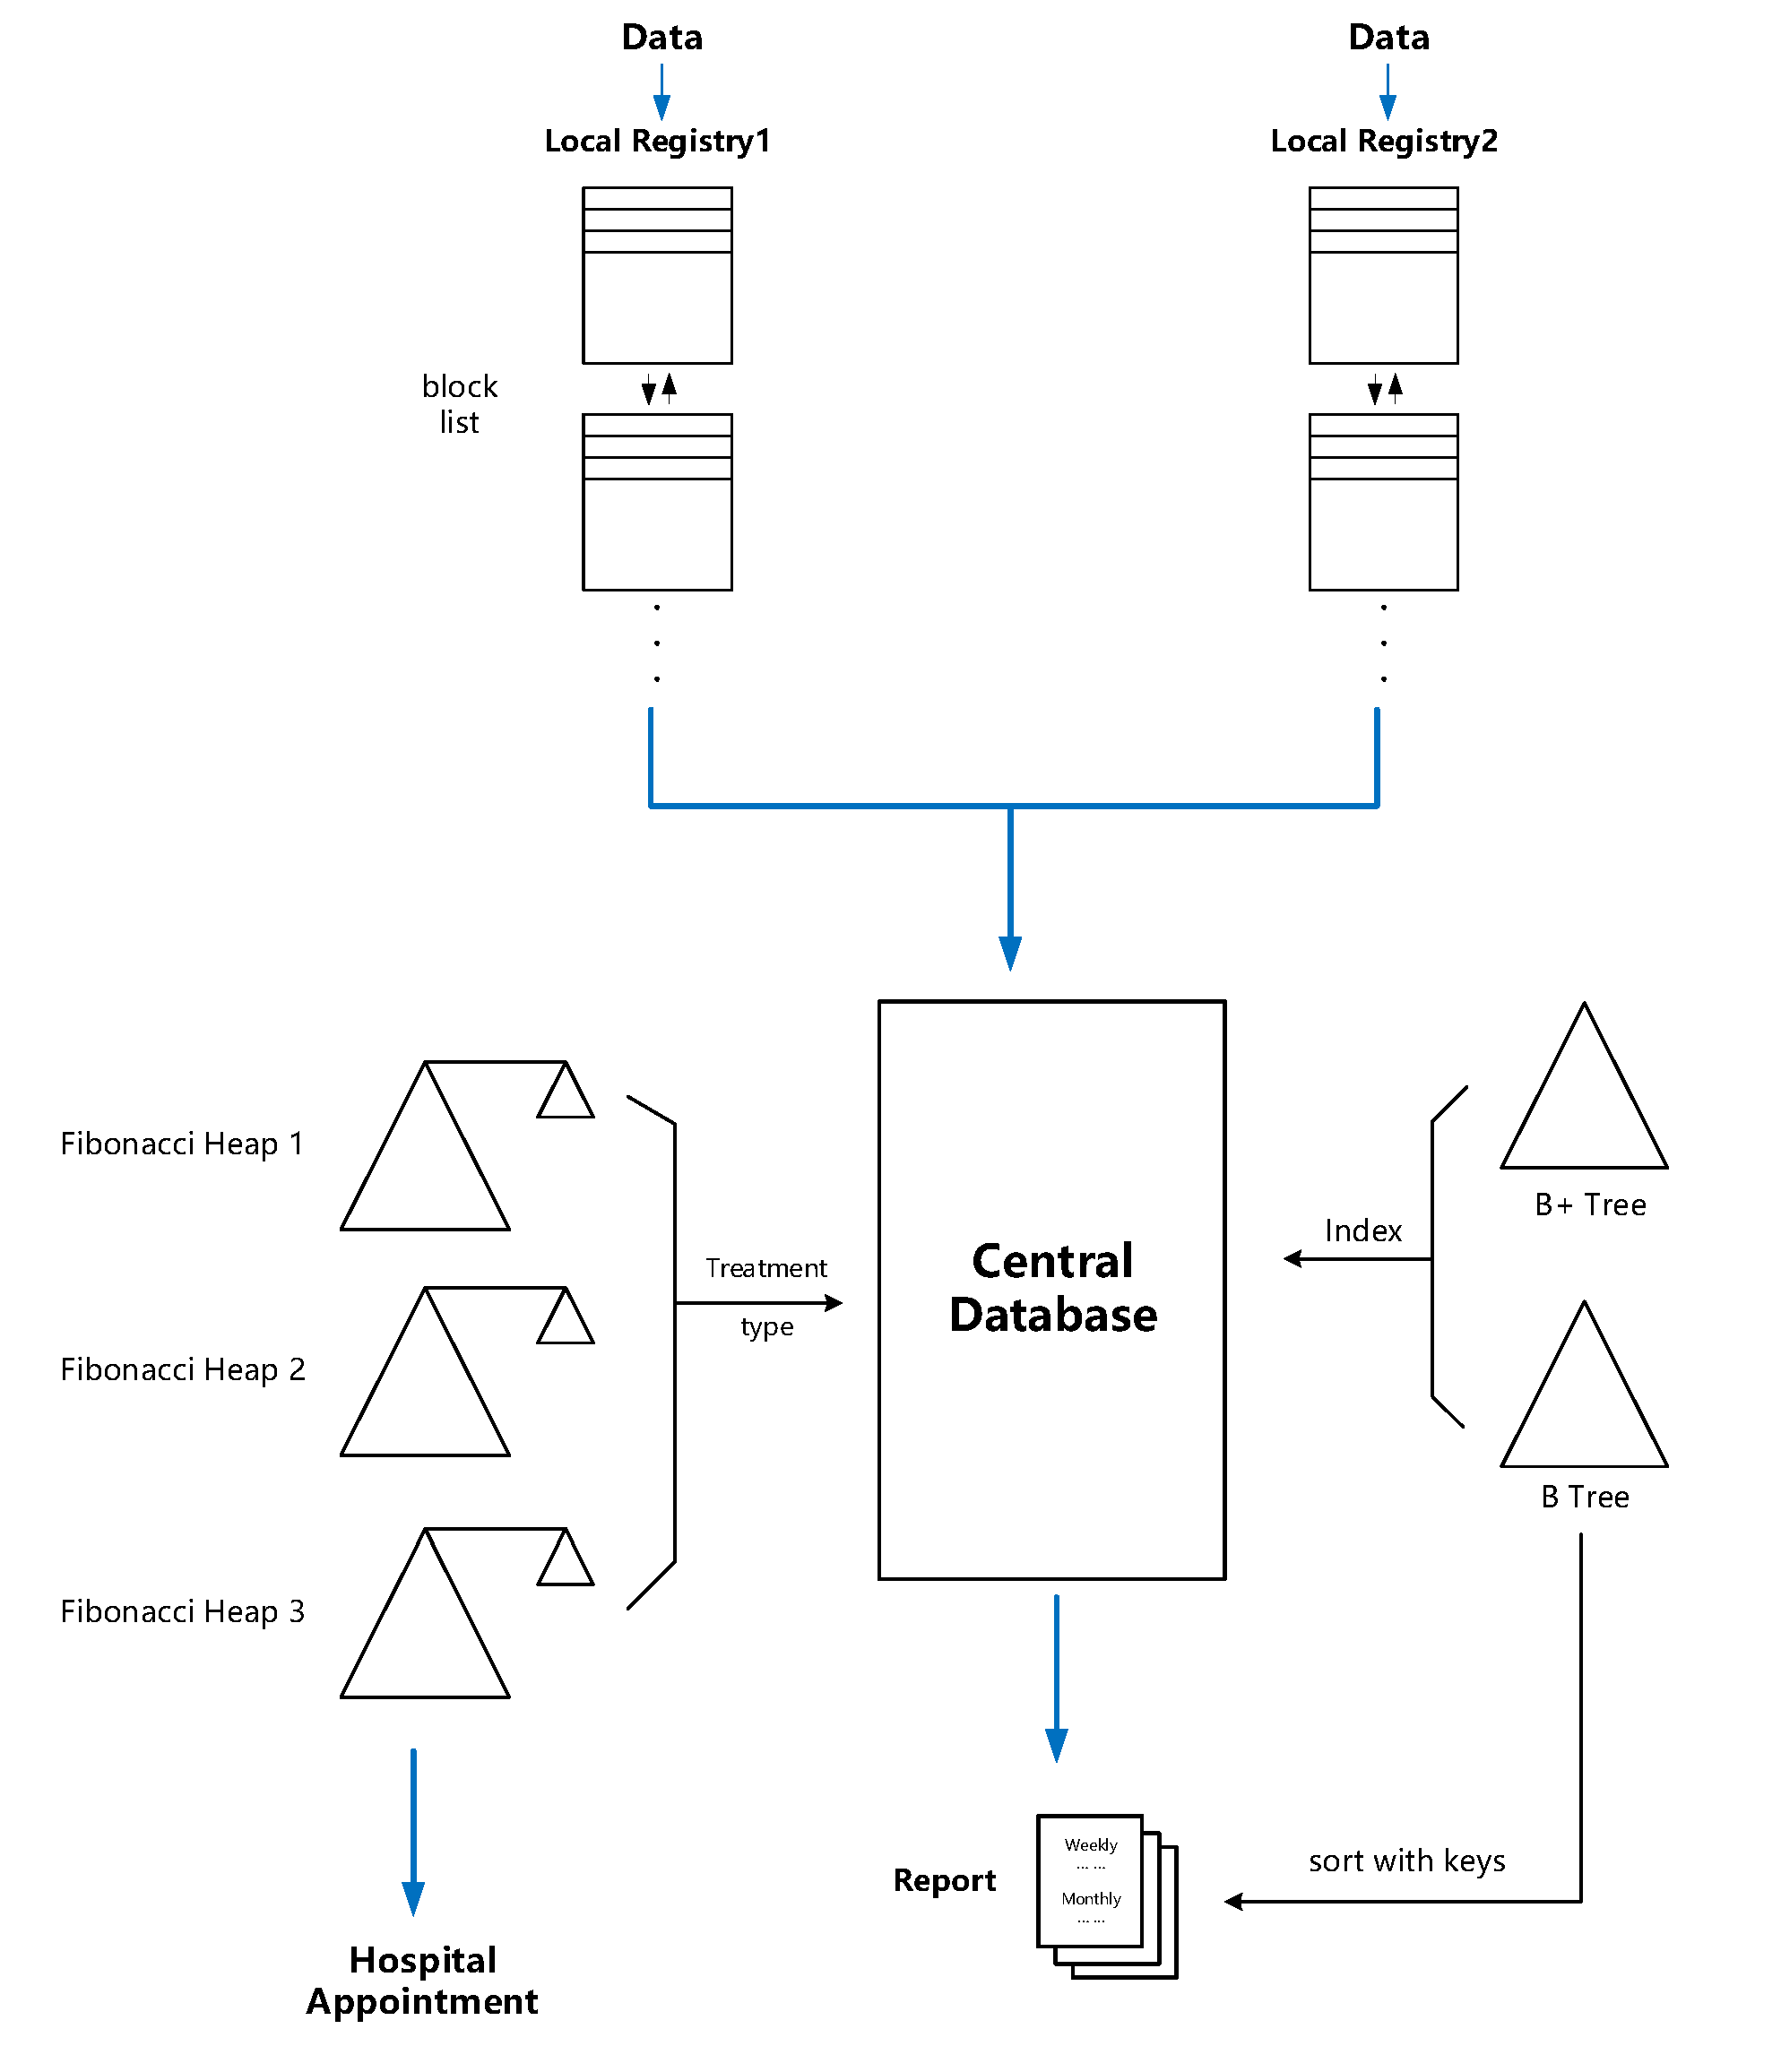 Data
Data
Local Registry1
Local Registry2
block
list
Fibonacci Heap 1
Fibonacci Heap 2
Fibonacci Heap 3
Treatment
type
Central
Database
Index
B+ Tree
B Tree
Report
Weekly
... ...
Monthly
... ...
sort with keys
Hospital
Appointment